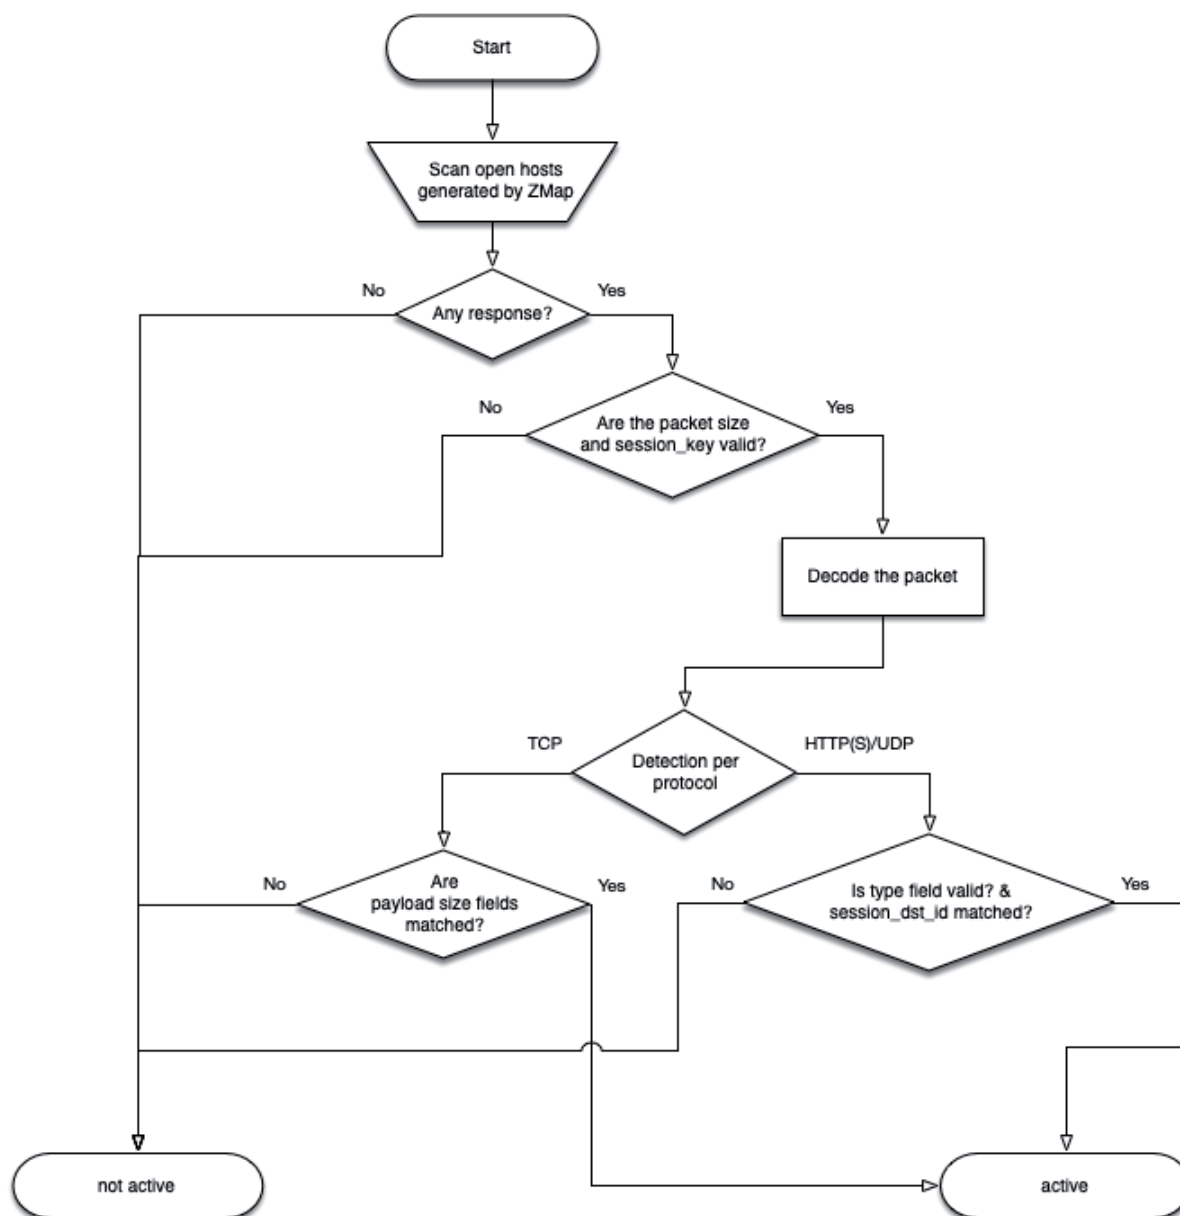 Start
Scan open hosts
generated by ZMap
No
Yes
Any response?
No
Yes
Are the packet size
and session_key valid?
Decode the packet
TCP
HTTP(S)/UDP
Detection per
protocol
No
Are
payload size fields
matched?
Yes
No
Is type field valid? &
session_dst_id matched?
Yes
not active
active